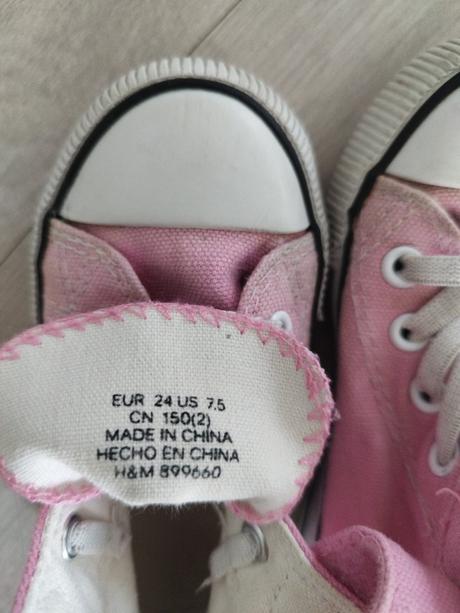 EUR 24 US 7.5
CN 150(2)
MADE IN CHINA
HECHO EN CHINA
H&M 899660